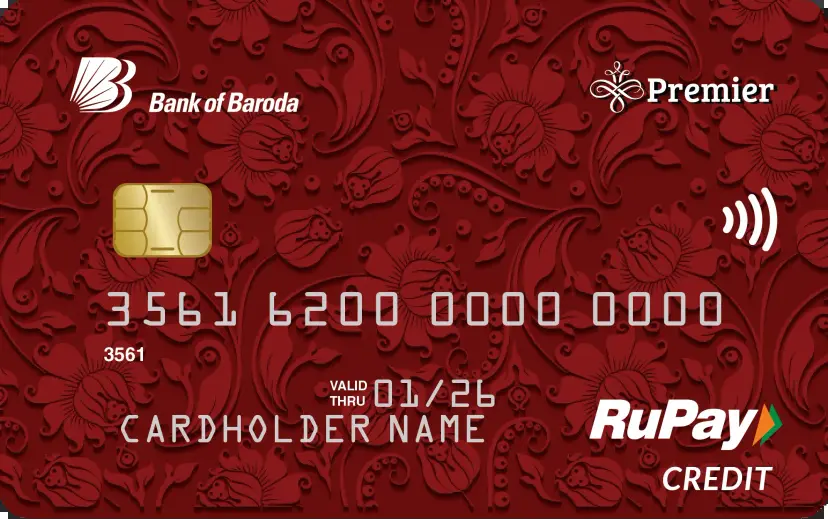 Bank of Baroda
Premier
3561 6200 0000 0000
3561
VALID THRU 01/26
CARDHOLDER NAME
RuPay
CREDIT